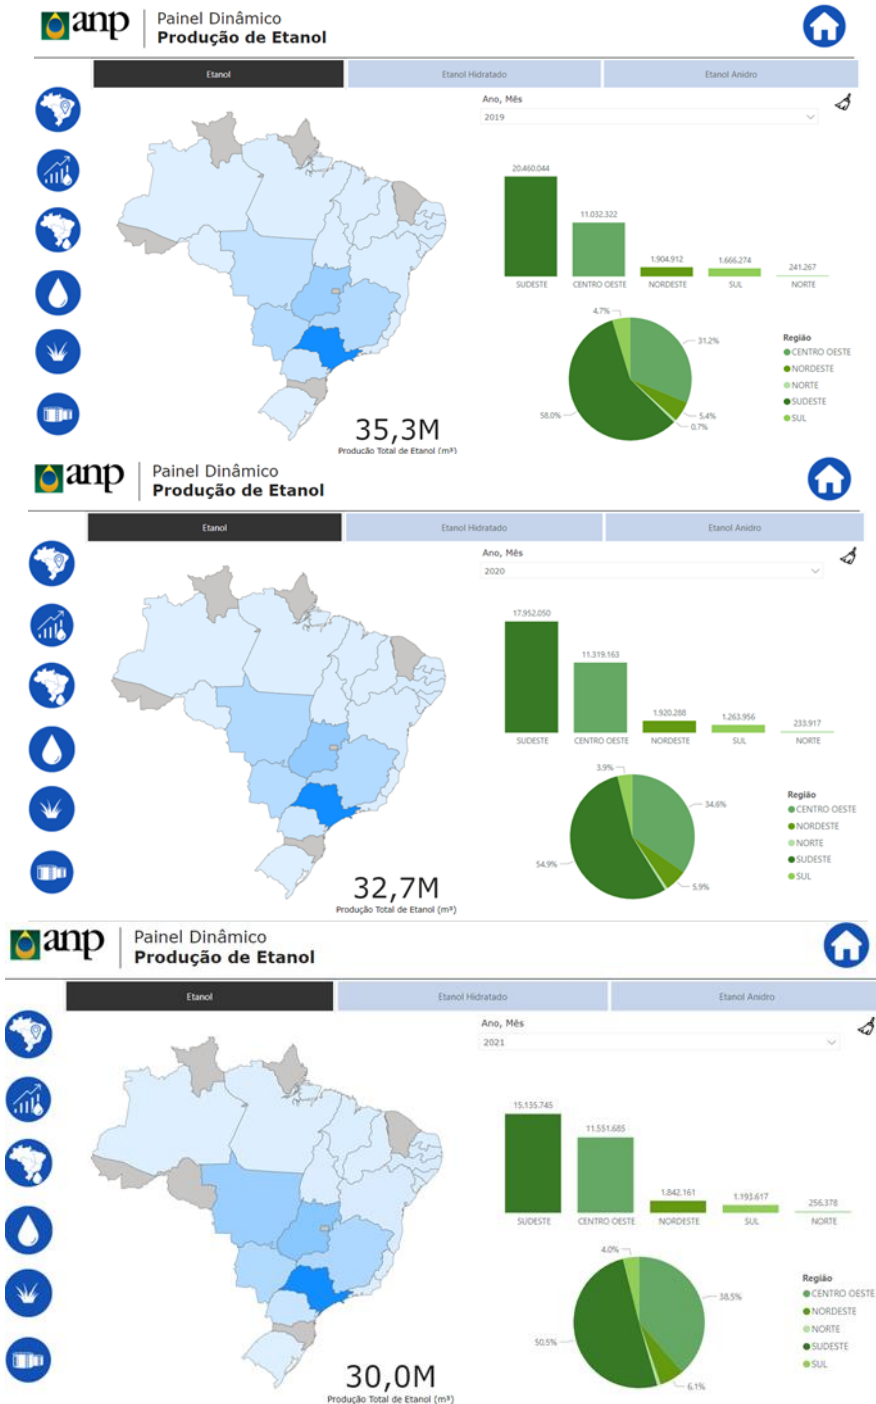 anp
Painel Dinâmico
Produção de Etanol
Etanol
Etanol Hidratado
Etanol Anidro
Ano, Mês
2019
20.460.044
11.032.322
1.904.912
1.666.274
241.267
SUDESTE
CENTRO OESTE
NORDESTE
SUL
NORTE
4.7%
31.2%
5.4%
0.7%
58.0%
Região
CENTRO OESTE
NORDESTE
NORTE
SUDESTE
SUL
35,3M
Produção Total de Etanol (m³)
anp
Painel Dinâmico
Produção de Etanol
Etanol
Etanol Hidratado
Etanol Anidro
Ano, Mês
2020
17.952.050
11.319.163
1.920.288
1.263.956
233.917
SUDESTE
CENTRO OESTE
NORDESTE
SUL
NORTE
3.9%
34.6%
54.9%
5.9%
Região
CENTRO OESTE
NORDESTE
NORTE
SUDESTE
SUL
32,7M
Produção Total de Etanol (m³)
anp
Painel Dinâmico
Produção de Etanol
Etanol
Etanol Hidratado
Etanol Anidro
Ano, Mês
2021
15.135.745
11.551.685
1.842.161
1.193.617
256.378
SUDESTE
CENTRO OESTE
NORDESTE
SUL
NORTE
4.0%
38.5%
50.5%
6.1%
Região
CENTRO OESTE
NORDESTE
NORTE
SUDESTE
SUL
30,0M
Produção Total de Etanol (m³)